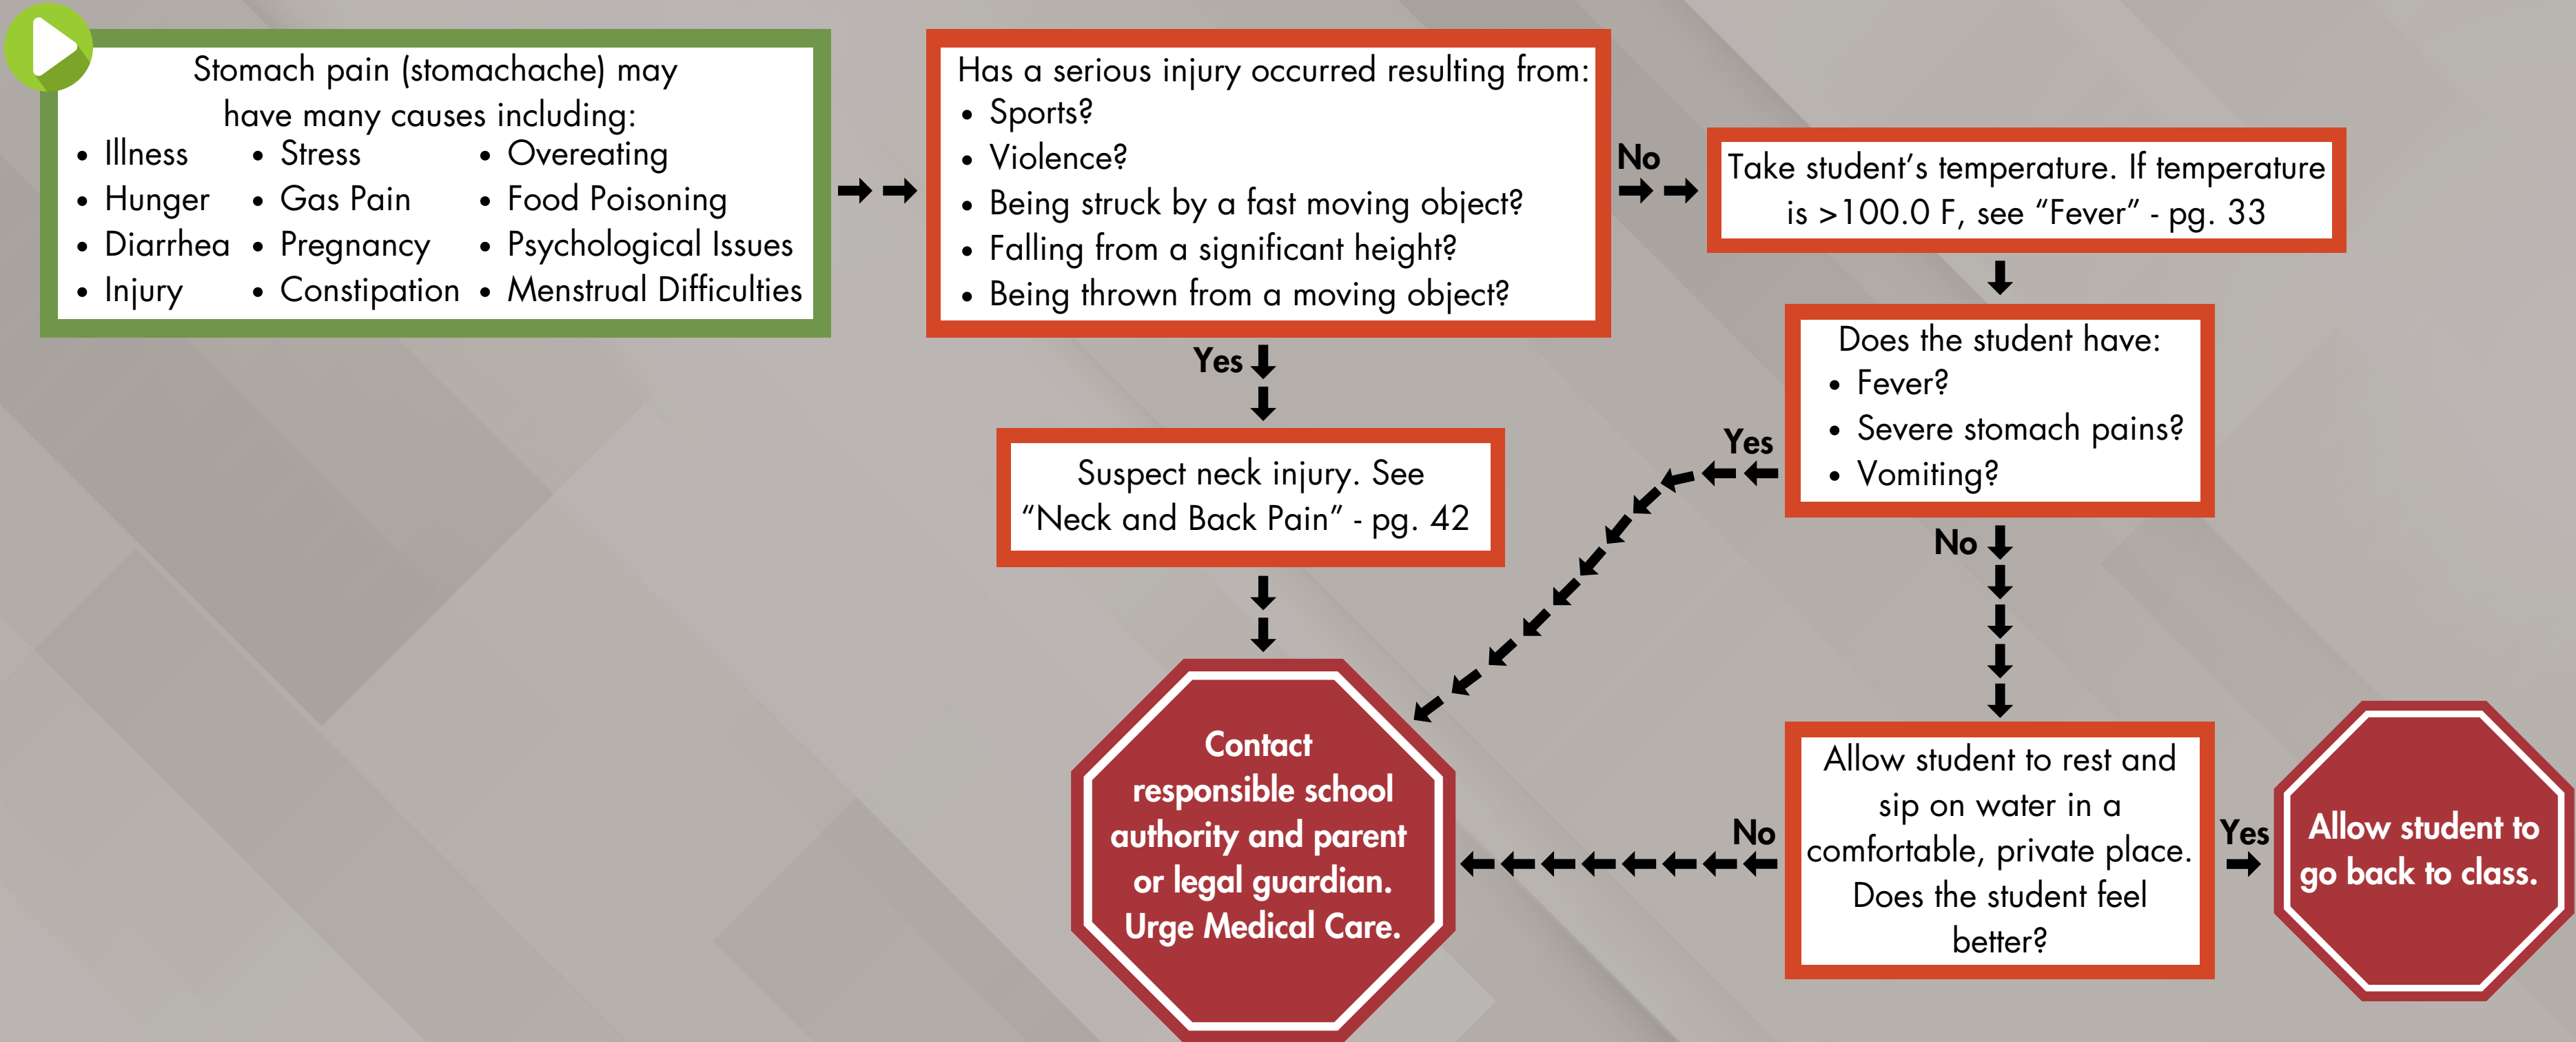 Stomach pain (stomachache) may
have many causes including:
• Illness
• Hunger
• Diarrhea
• Injury
• Stress
• Gas Pain
• Pregnancy
• Constipation
• Overeating
• Food Poisoning
• Psychological Issues
• Menstrual Difficulties
Has a serious injury occurred resulting from:
• Sports?
• Violence?
• Being struck by a fast moving object?
• Falling from a significant height?
• Being thrown from a moving object?
No
Take student’s temperature. If temperature
is >100.0 F, see “Fever” - pg. 33
Yes
Suspect neck injury. See
“Neck and Back Pain” - pg. 42
Does the student have:
• Fever?
• Severe stomach pains?
• Vomiting?
Yes
No
Contact
responsible school
authority and parent
or legal guardian.
Urge Medical Care.
No
Allow student to rest and
sip on water in a
comfortable, private place.
Does the student feel
better?
Yes
Allow student to
go back to class.